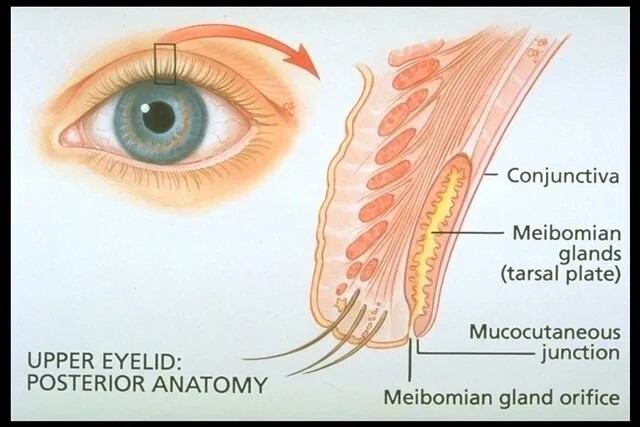 Conjunctiva
Meibomian
glands
(tarsal plate)
Mucocutaneous
junction
Meibomian gland orifice
UPPER EYELID:
POSTERIOR ANATOMY